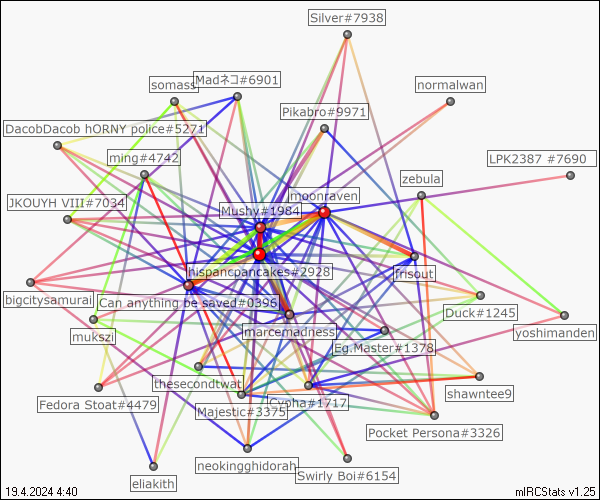 Silver#7938
somass
Madネコ#6901
normalwan
Pikabro#9971
DacobDacob hORNY police#5271
ming#4742
LPK2387 #7690
zebula
JKOUYH VIII#7034
moonraven
Mushy#1984
hispancpancakes#2928
frisout
bigcitysamurai
Can anything be saved#0396
Duck#1245
mukszi
marcemadness
yoshimanden
Eg.Master#1378
thesecondtwat
shawntee9
Fedora Stoat#4479
Cypha#1717
Majestic#3375
Pocket Persona#3326
neokingghidorah
Swirly Boi#6154
eliakith
19.4.2024 4:40
mIRCStats v1.25